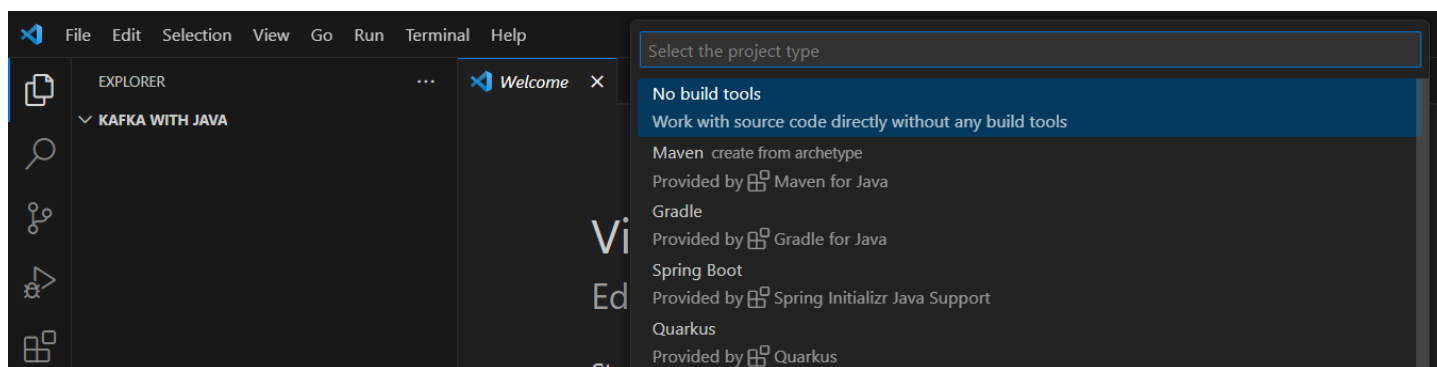 File Edit Selection View Go Run Terminal Help
Select the project type
EXPLORER
Welcome
KAFKA WITH JAVA
No build tools
Work with source code directly without any build tools
Maven create from archetype
Provided by Maven for Java
Gradle
Provided by Gradle for Java
Spring Boot
Provided by Spring Initializr Java Support
Quarkus
Provided by Quarkus
Vi
Ed